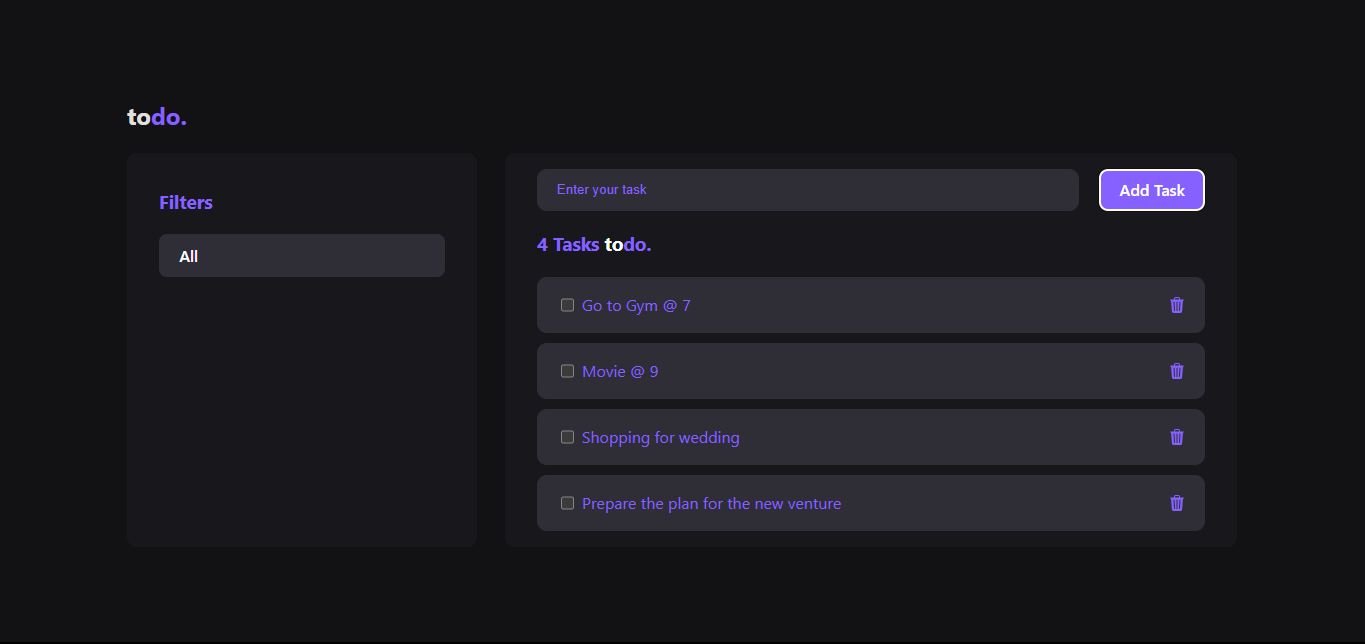 todo.
Filters
All
Enter your task
Add Task
4 Tasks todo.
Go to Gym @ 7
Movie @ 9
Shopping for wedding
Prepare the plan for the new venture